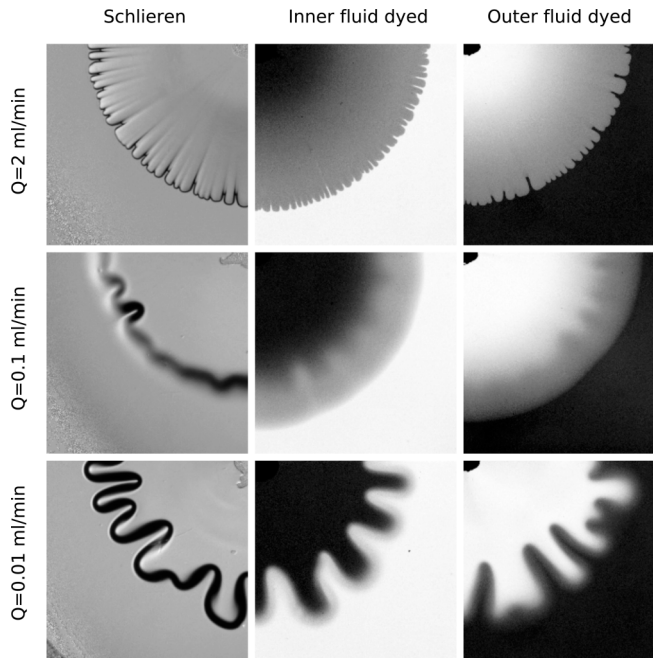 Schlieren
Inner fluid dyed
Outer fluid dyed
Q=2 ml/min
Q=0.1 ml/min
Q=0.01 ml/min